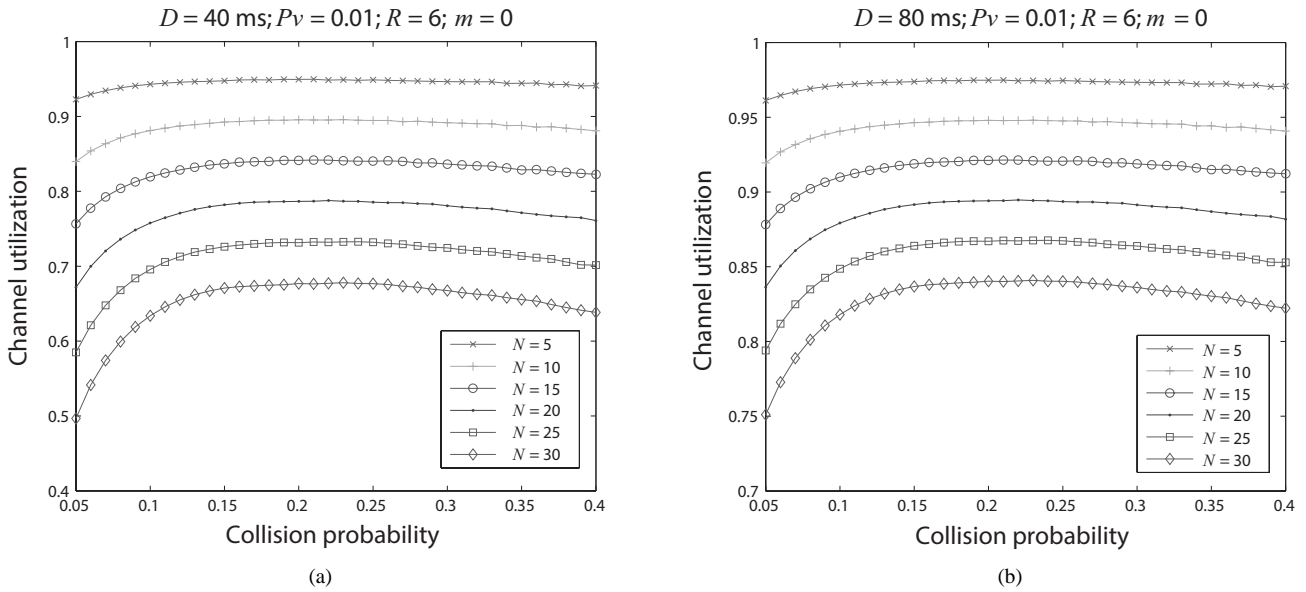 D = 40 ms; Pv = 0.01; R = 6; m = 0
1
0.9
0.8
0.7
0.6
0.5
0.4
Channel utilization
0.05 0.1 0.15 0.2 0.25 0.3 0.35 0.4
Collision probability
N = 5
N = 10
N = 15
N = 20
N = 25
N = 30
(a)
D = 80 ms; Pv = 0.01; R = 6; m = 0
1
0.95
0.9
0.85
0.8
0.75
0.7
Channel utilization
0.05 0.1 0.15 0.2 0.25 0.3 0.35 0.4
Collision probability
N = 5
N = 10
N = 15
N = 20
N = 25
N = 30
(b)